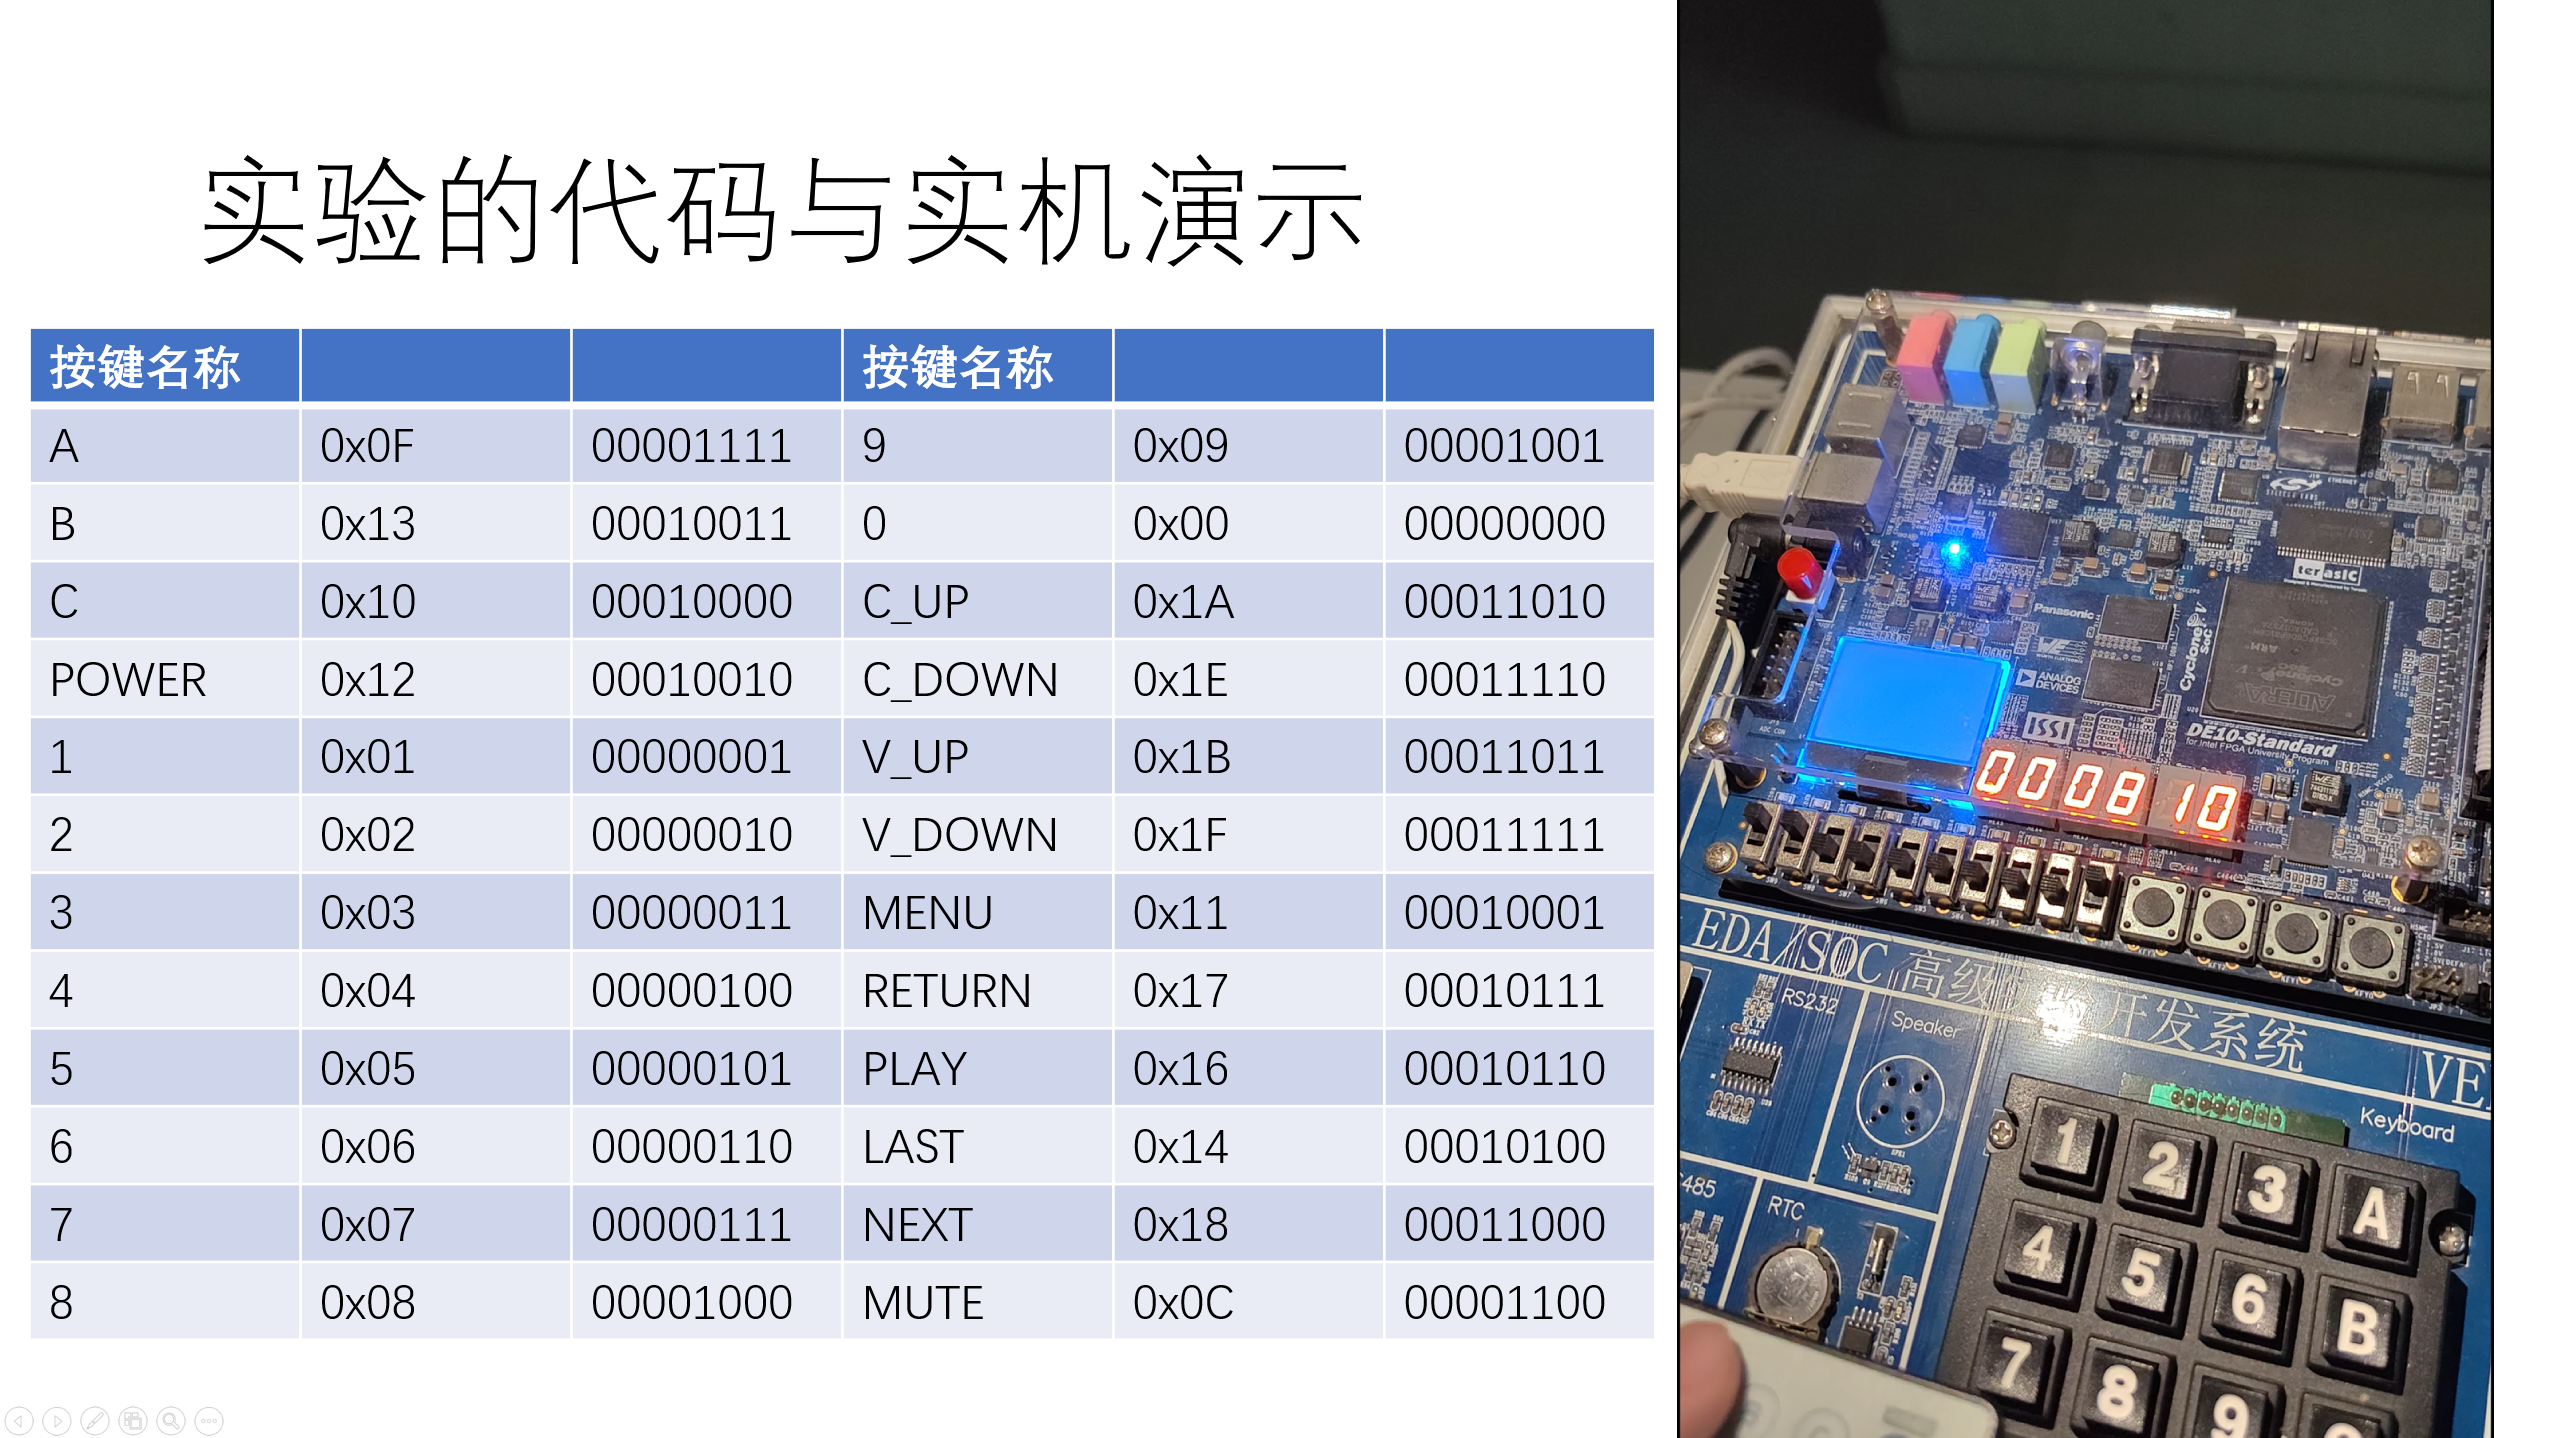 实验的代码与实机演示
按键名称 按键名称
A 0x0F 00001111 9 0x09 00001001
B 0x13 00010011 0 0x00 00000000
C 0x10 00010000 C_UP 0x1A 00011010
POWER 0x12 00010010 C_DOWN 0x1E 00011110
1 0x01 00000001 V_UP 0x1B 00011011
2 0x02 00000010 V_DOWN 0x1F 00011111
3 0x03 00000011 MENU 0x11 00010001
4 0x04 00000100 RETURN 0x17 00010111
5 0x05 00000101 PLAY 0x16 00010110
6 0x06 00000110 LAST 0x14 00010100
7 0x07 00000111 NEXT 0x18 00011000
8 0x08 00001000 MUTE 0x0C 00001100
terasIC
Panasonic
Cyclone V
SoC
ANALOG
DEVICES
ALTERA
ISSI
DE10-Standard
for Intel FPGA University Program
000810
EDA/SOC 高级 开发系统
RS232
Speaker
VE
Keyboard
485
RTC
1 2 3 A
4 5 6 B
7 8 9